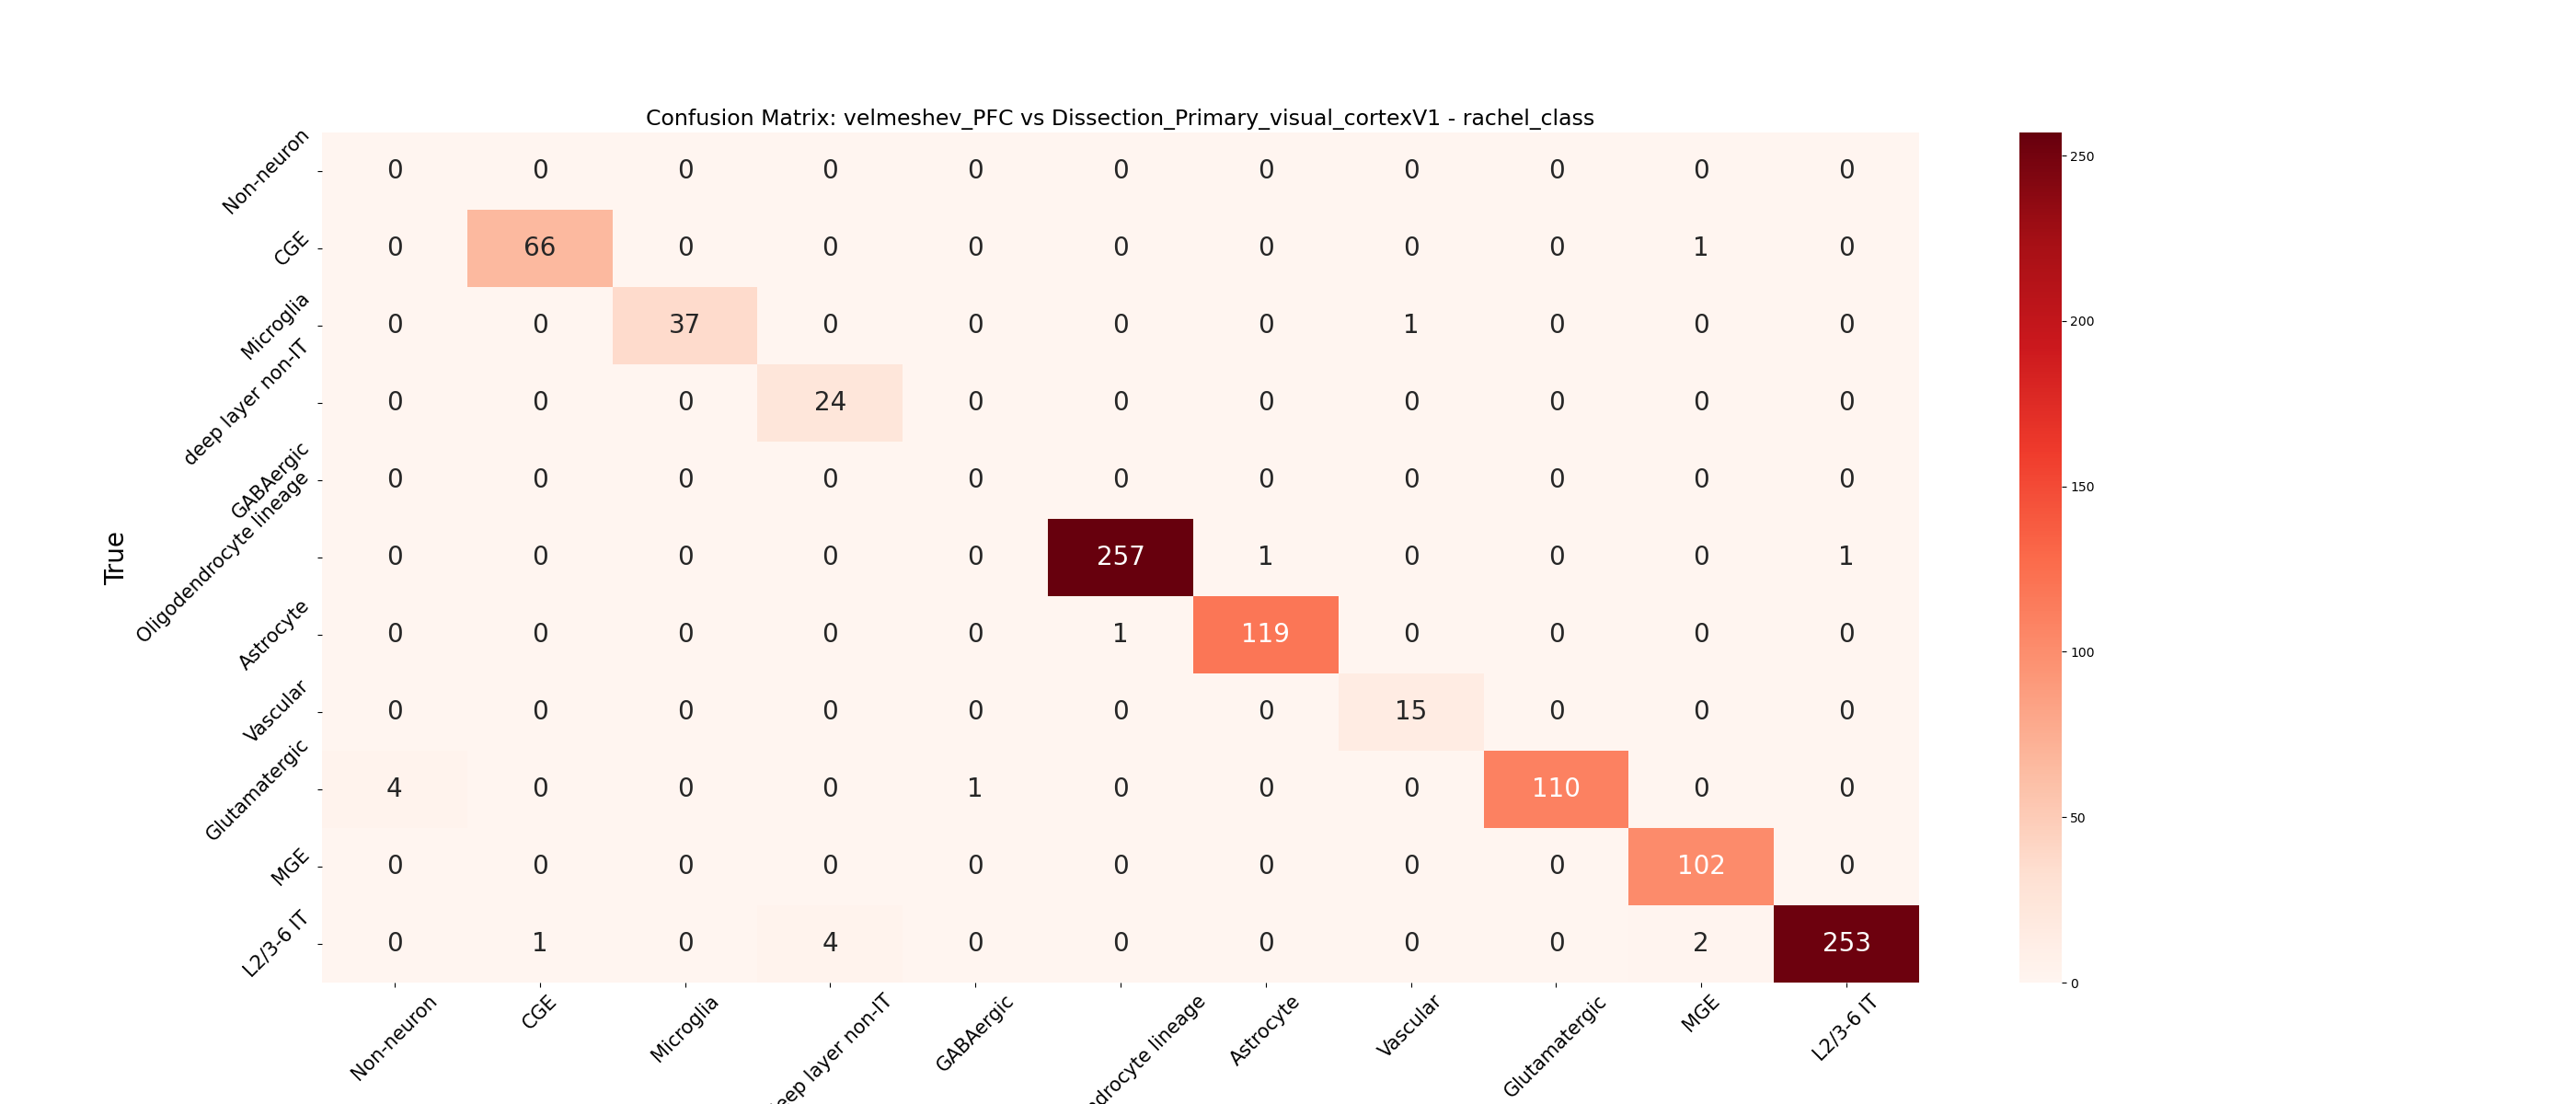 Confusion Matrix: velmeshev_PFC vs Dissection_Primary_visual_cortexV1 - rachel_class
True
Non-neuron 0 0 0 0 0 0 0 0 0 0 0
CGE 0 66 0 0 0 0 0 0 0 1 0
Microglia 0 0 37 0 0 0 0 1 0 0 0
deep layer non-IT 0 0 0 24 0 0 0 0 0 0 0
GABAergic 0 0 0 0 0 0 0 0 0 0 0
Oligodendrocyte lineage 0 0 0 0 0 257 1 0 0 0 1
Astrocyte 0 0 0 0 0 1 119 0 0 0 0
Vascular 0 0 0 0 0 0 0 15 0 0 0
Glutamatergic 4 0 0 0 1 0 0 0 110 0 0
MGE 0 0 0 0 0 0 0 0 0 102 0
L2/3-6 IT 0 1 0 4 0 0 0 0 0 2 253
Non-neuron CGE Microglia eep layer non-IT GABAergic ndrocyte lineage Astrocyte Vascular Glutamatergic MGE L2/3-6 IT
250
200
150
100
50
0